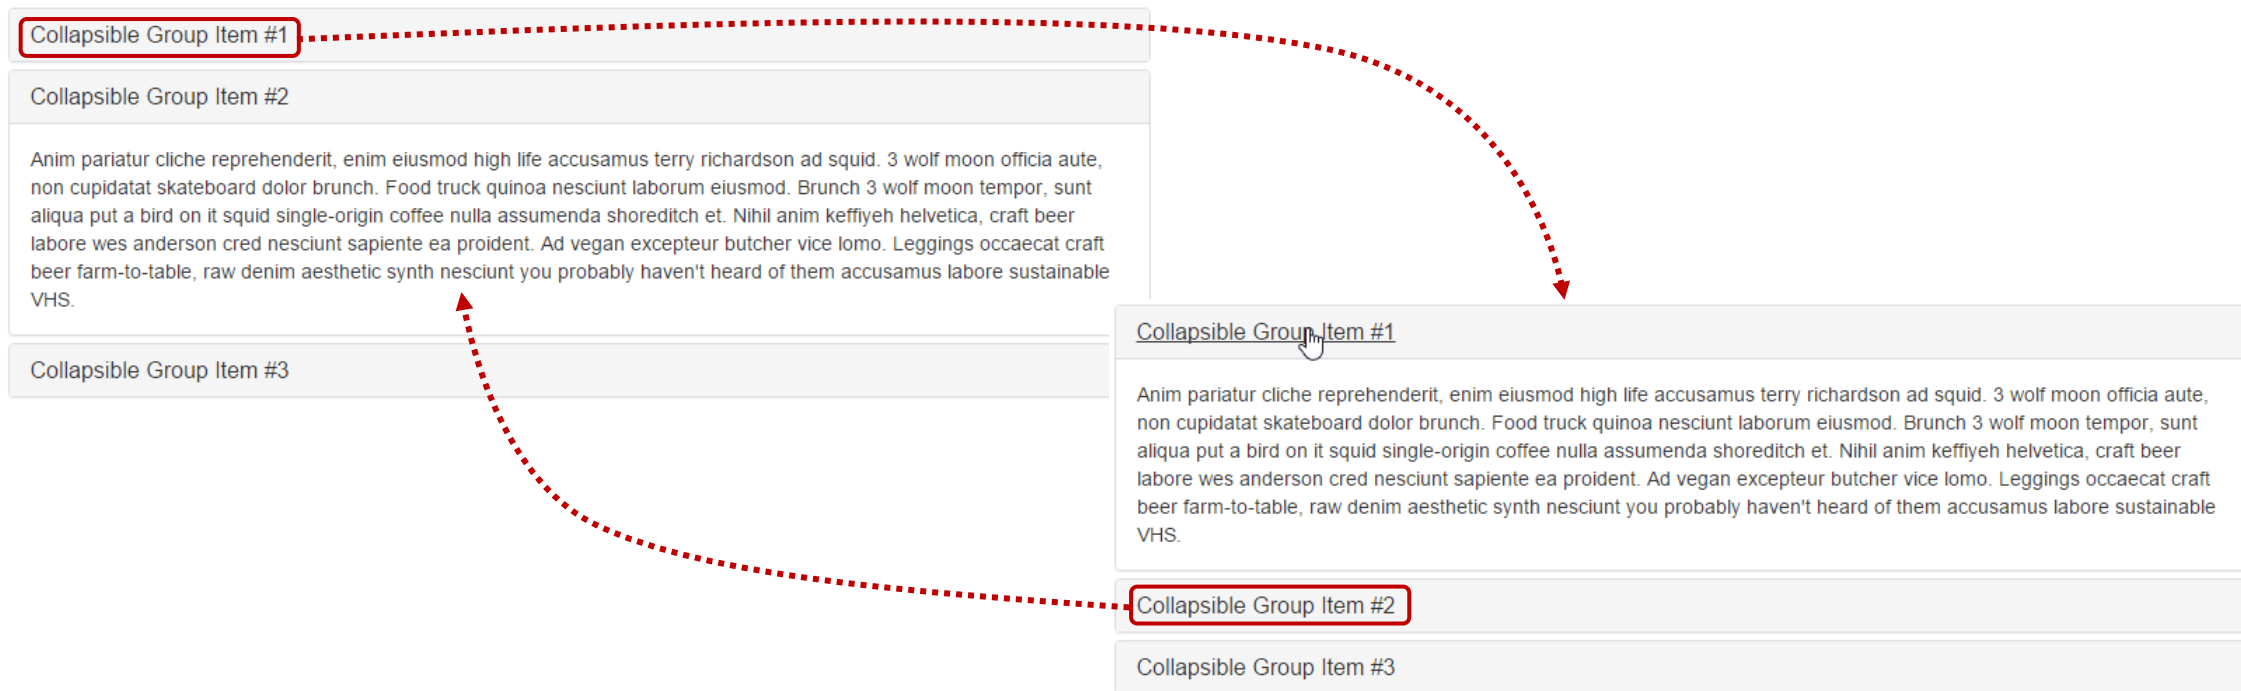 Collapsible Group Item #1
Collapsible Group Item #2
Anim pariatur cliche reprehenderit, enim eiusmod high life accusamus terry richardson ad squid. 3 wolf moon officia aute,
non cupidatat skateboard dolor brunch. Food truck quinoa nesciunt laborum eiusmod. Brunch 3 wolf moon tempor, sunt
aliqua put a bird on it squid single-origin coffee nulla assumenda shoreditch et. Nihil anim keffiyeh helvetica, craft beer
labore wes anderson cred nesciunt sapiente ea proident. Ad vegan excepteur butcher vice lomo. Leggings occaecat craft
beer farm-to-table, raw denim aesthetic synth nesciunt you probably haven't heard of them accusamus labore sustainable
VHS.
Collapsible Group Item #3
Collapsible Group Item #1
Anim pariatur cliche reprehenderit, enim eiusmod high life accusamus terry richardson ad squid. 3 wolf moon officia aute,
non cupidatat skateboard dolor brunch. Food truck quinoa nesciunt laborum eiusmod. Brunch 3 wolf moon tempor, sunt
aliqua put a bird on it squid single-origin coffee nulla assumenda shoreditch et. Nihil anim keffiyeh helvetica, craft beer
labore wes anderson cred nesciunt sapiente ea proident. Ad vegan excepteur butcher vice lomo. Leggings occaecat craft
beer farm-to-table, raw denim aesthetic synth nesciunt you probably haven't heard of them accusamus labore sustainable
VHS.
Collapsible Group Item #2
Collapsible Group Item #3